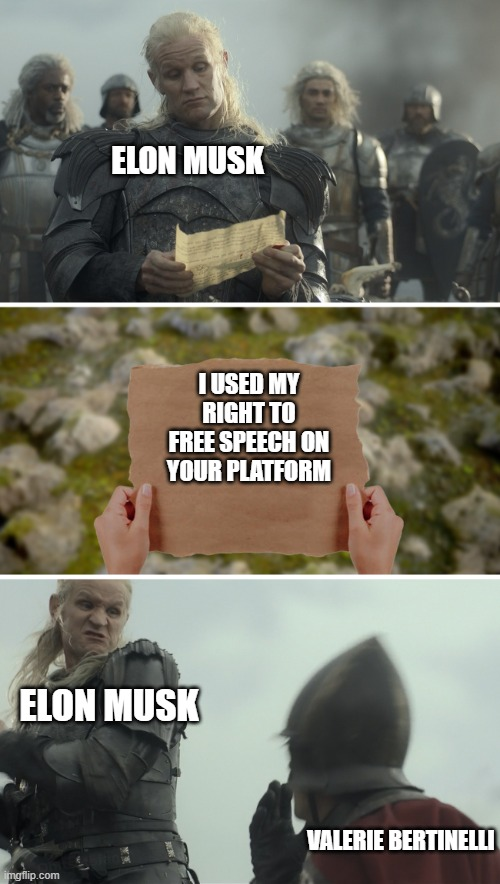 ELON MUSK
I USED MY
RIGHT TO
FREE SPEECH ON
YOUR PLATFORM
ELON MUSK
VALERIE BERTINELLI
imgflip.com